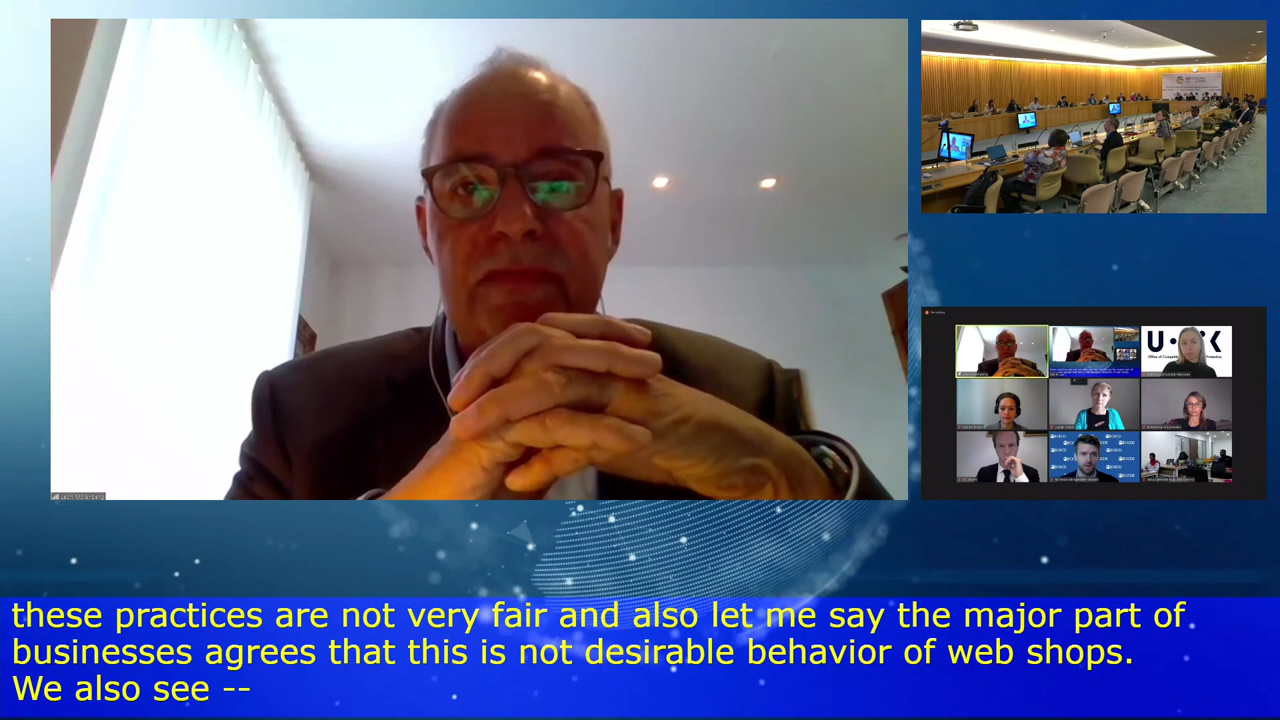 these practices are not very fair and also let me say the major part of
businesses agrees that this is not desirable behavior of web shops.
We also see --